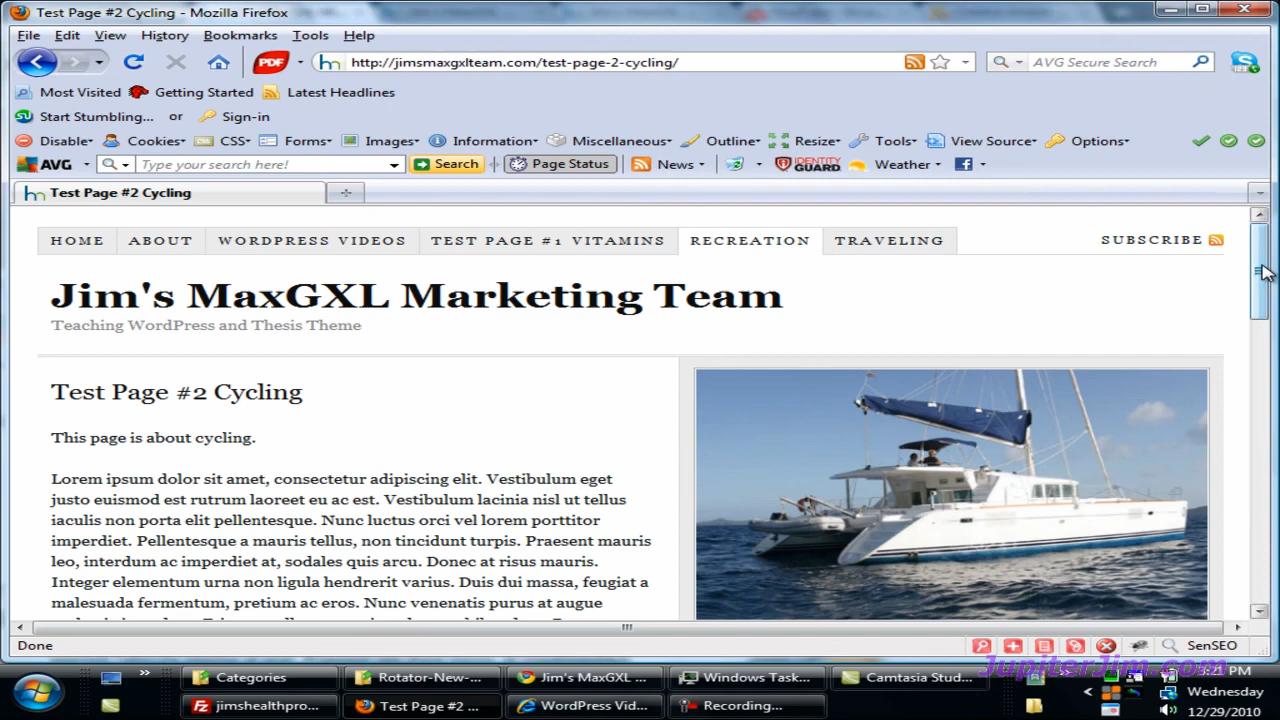 Test Page #2 Cycling - Mozilla Firefox
File Edit View History Bookmarks Tools Help
PDF http://jimsmaxgxlteam.com/test-page-2-cycling/ AVG Secure Search
Most Visited Getting Started Latest Headlines
Start Stumbling... or Sign-in
Disable Cookies CSS Forms Images Information Miscellaneous Outline Resize Tools View Source Options
AVG Type your search here! Search Page Status News IDENTITY GUARD Weather
Test Page #2 Cycling
HOME ABOUT WORDPRESS VIDEOS TEST PAGE #1 VITAMINS RECREATION TRAVELING SUBSCRIBE
Jim's MaxGXL Marketing Team
Teaching WordPress and Thesis Theme
Test Page #2 Cycling
This page is about cycling.
Lorem ipsum dolor sit amet, consectetur adipiscing elit. Vestibulum eget
justo euismod est rutrum laoreet eu ac est. Vestibulum lacinia nisl ut tellus
iaculis non porta elit pellentesque. Nunc luctus orci vel lorem porttitor
imperdiet. Pellentesque a mauris tellus, non tincidunt turpis. Praesent mauris
leo, interdum ac imperdiet at, sodales quis arcu. Donec at risus mauris.
Integer elementum urna non ligula hendrerit varius. Duis dui massa, feugiat a
malesuada fermentum, pretium ac eros. Nunc venenatis purus at augue
Done SenSEO
JupiterJim.com
Categories Rotator-New-... Jim's MaxGXL ... Windows Task... Camtasia Stud... 3:21 PM
jimshealthpro... Test Page #2 ... WordPress Vid... Recording... Wednesday
12/29/2010